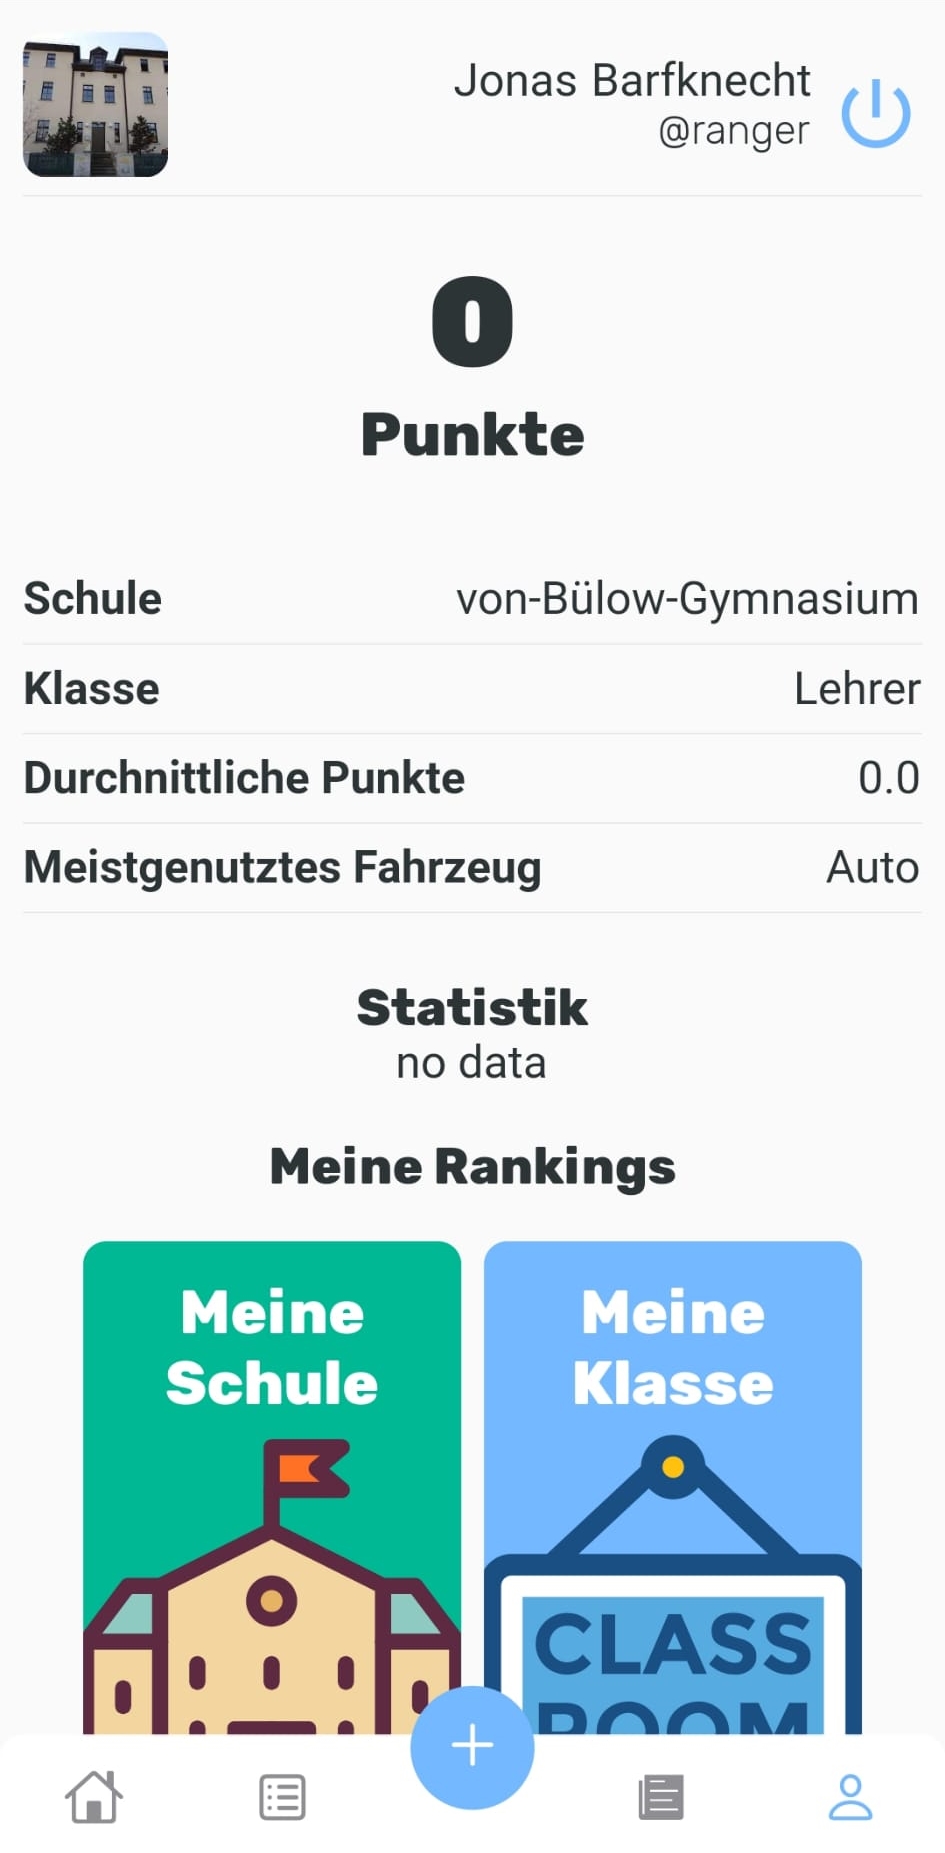 Jonas Barfknecht
@ranger
0
Punkte
Schule von-Bülow-Gymnasium
Klasse Lehrer
Durchnittliche Punkte 0.0
Meistgenutztes Fahrzeug Auto
Statistik
no data
Meine Rankings
Meine
Schule
Meine
Klasse
CLASS
ROOM